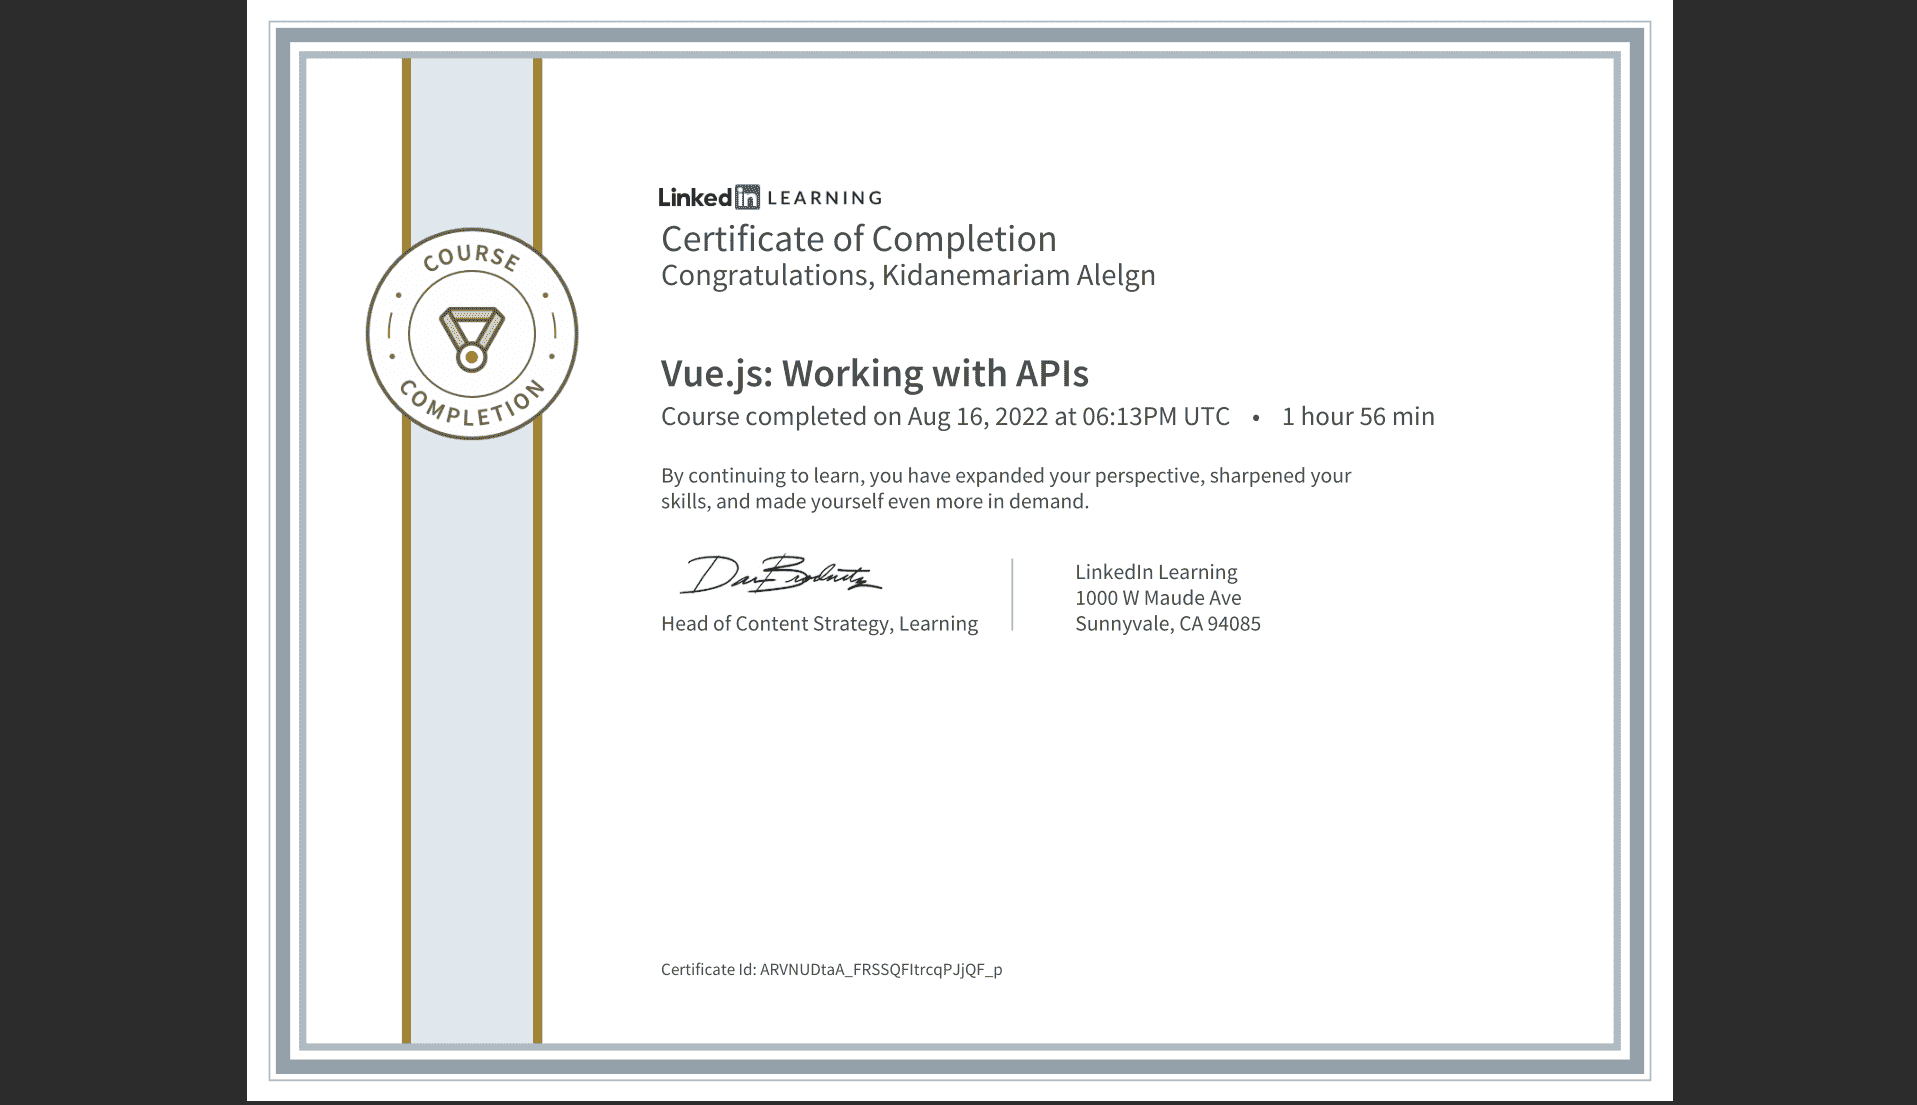 COURSE
COMPLETION
Linked in LEARNING
Certificate of Completion
Congratulations, Kidanemariam Alelgn
Vue.js: Working with APIs
Course completed on Aug 16, 2022 at 06:13PM UTC • 1 hour 56 min
By continuing to learn, you have expanded your perspective, sharpened your
skills, and made yourself even more in demand.
Head of Content Strategy, Learning
LinkedIn Learning
1000 W Maude Ave
Sunnyvale, CA 94085
Certificate Id: ARVNUDtaA_FRSSQFItrcqPJjQF_p